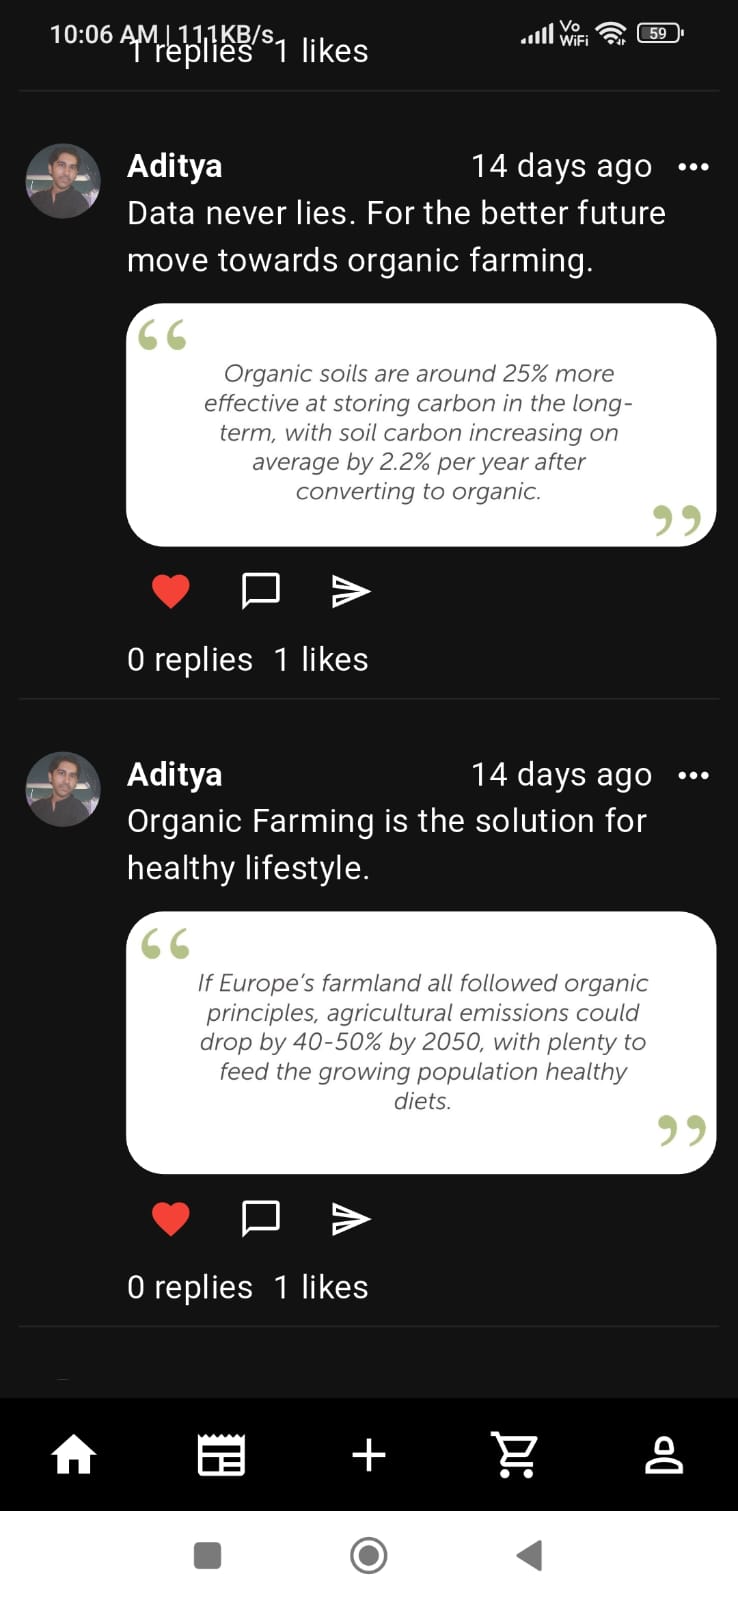 10:06 AM | 111KB/s
Vo
WiFi
59
1 replies 1 likes
Aditya 14 days ago
Data never lies. For the better future
move towards organic farming.
“
Organic soils are around 25% more
effective at storing carbon in the long-
term, with soil carbon increasing on
average by 2.2% per year after
converting to organic.
”
0 replies 1 likes
Aditya 14 days ago
Organic Farming is the solution for
healthy lifestyle.
“
If Europe’s farmland all followed organic
principles, agricultural emissions could
drop by 40-50% by 2050, with plenty to
feed the growing population healthy
diets.
”
0 replies 1 likes